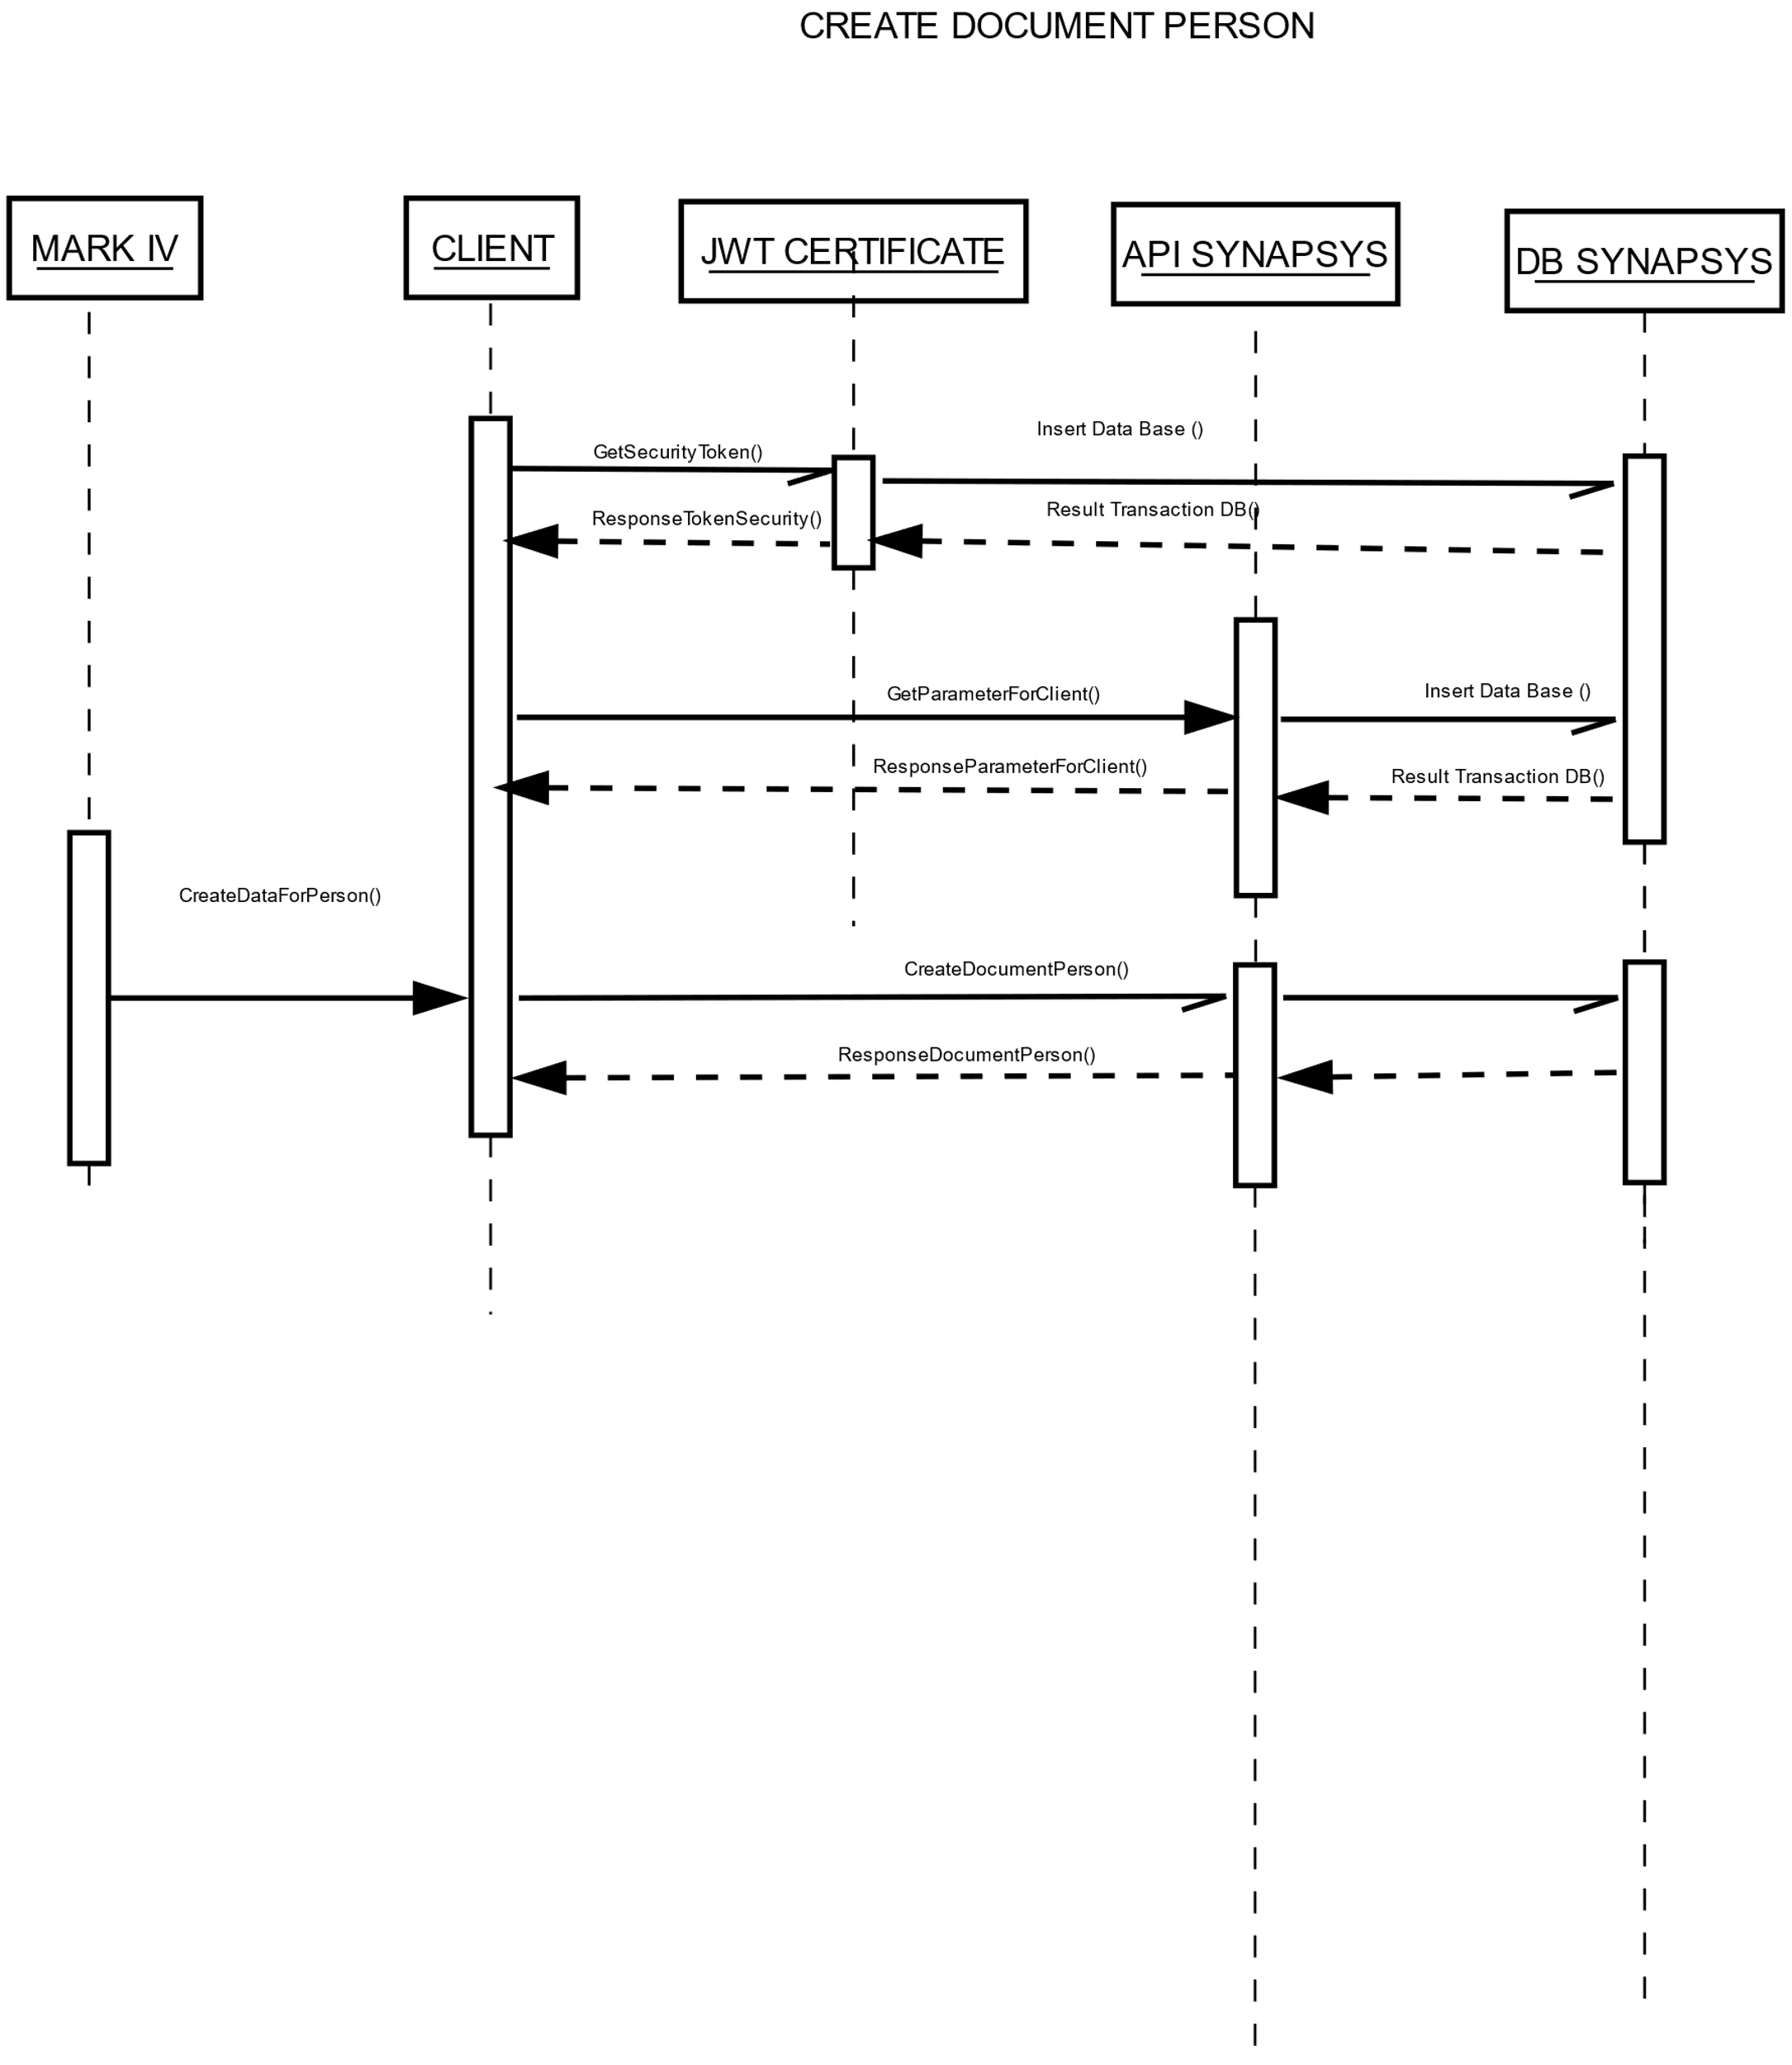 CREATE DOCUMENT PERSON
MARK IV
CLIENT
JWT CERTIFICATE
API SYNAPSYS
DB SYNAPSYS
Insert Data Base ()
GetSecurityToken()
Result Transaction DB()
ResponseTokenSecurity()
GetParameterForClient()
Insert Data Base ()
ResponseParameterForClient()
Result Transaction DB()
CreateDataForPerson()
CreateDocumentPerson()
ResponseDocumentPerson()